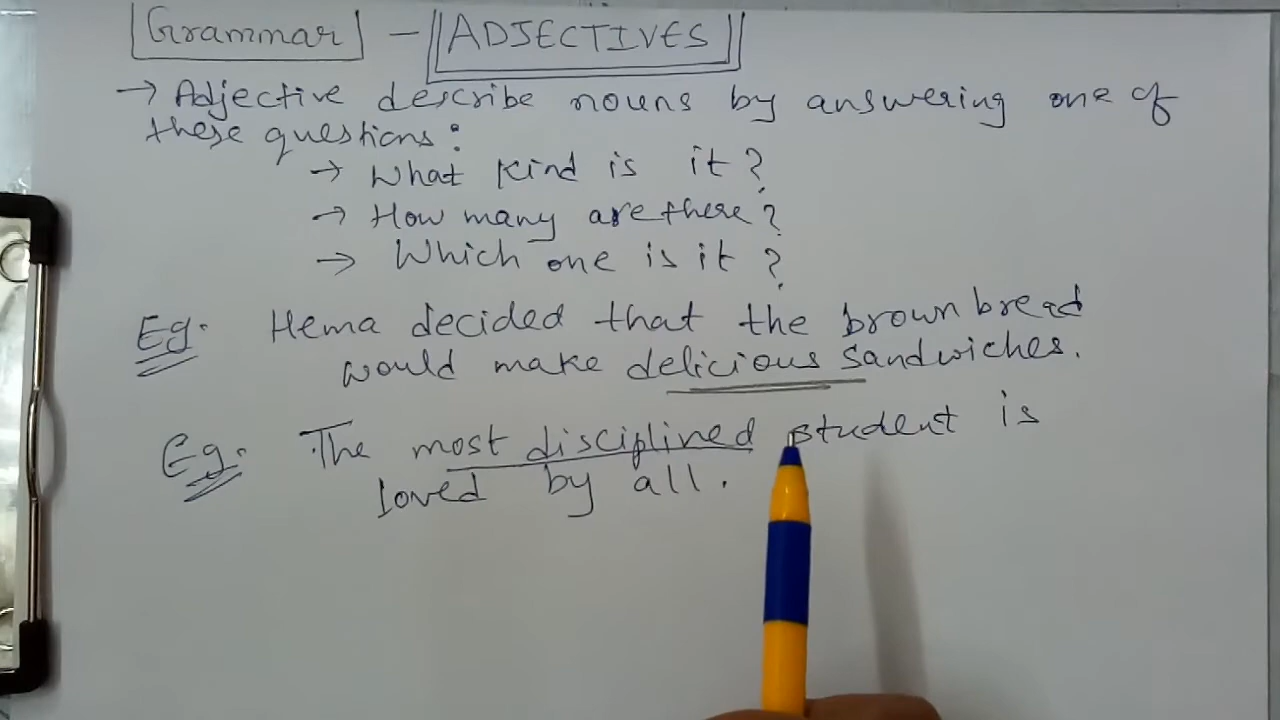 Grammar - ADJECTIVES
→ Adjective describe nouns by answering one of
these questions:
→ What kind is it?
→ How many are there?
→ Which one is it?
Eg. Hema decided that the brown bread
would make delicious sandwiches.
Eg. The most disciplined student is
loved by all.